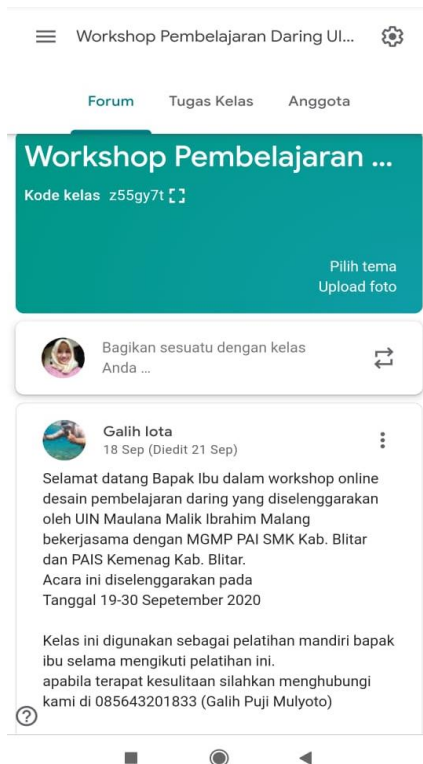 Workshop Pembelajaran Daring UI...
Forum Tugas Kelas Anggota
Workshop Pembelajaran ...
Kode kelas z55gy7t
Pilih tema
Upload foto
Bagikan sesuatu dengan kelas
Anda ...
Galih Iota
18 Sep (Diedit 21 Sep)
Selamat datang Bapak Ibu dalam workshop online
desain pembelajaran daring yang diselenggarakan
oleh UIN Maulana Malik Ibrahim Malang
bekerjasama dengan MGMP PAI SMK Kab. Blitar
dan PAIS Kemenag Kab. Blitar.
Acara ini diselenggarakan pada
Tanggal 19-30 Sepetember 2020
Kelas ini digunakan sebagai pelatihan mandiri bapak
ibu selama mengikuti pelatihan ini.
apabila terapat kesulitaan silahkan menghubungi
kami di 085643201833 (Galih Puji Mulyoto)